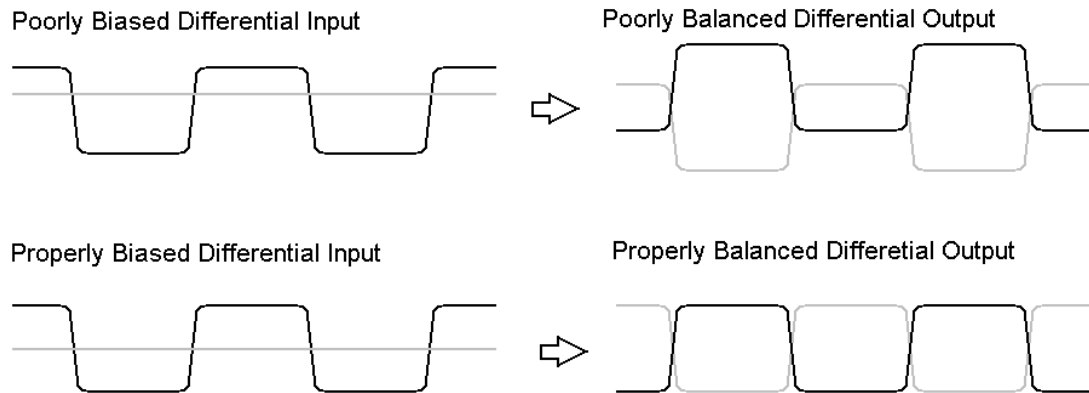 Poorly Biased Differential Input
Poorly Balanced Differential Output
Properly Biased Differential Input
Properly Balanced Differetial Output